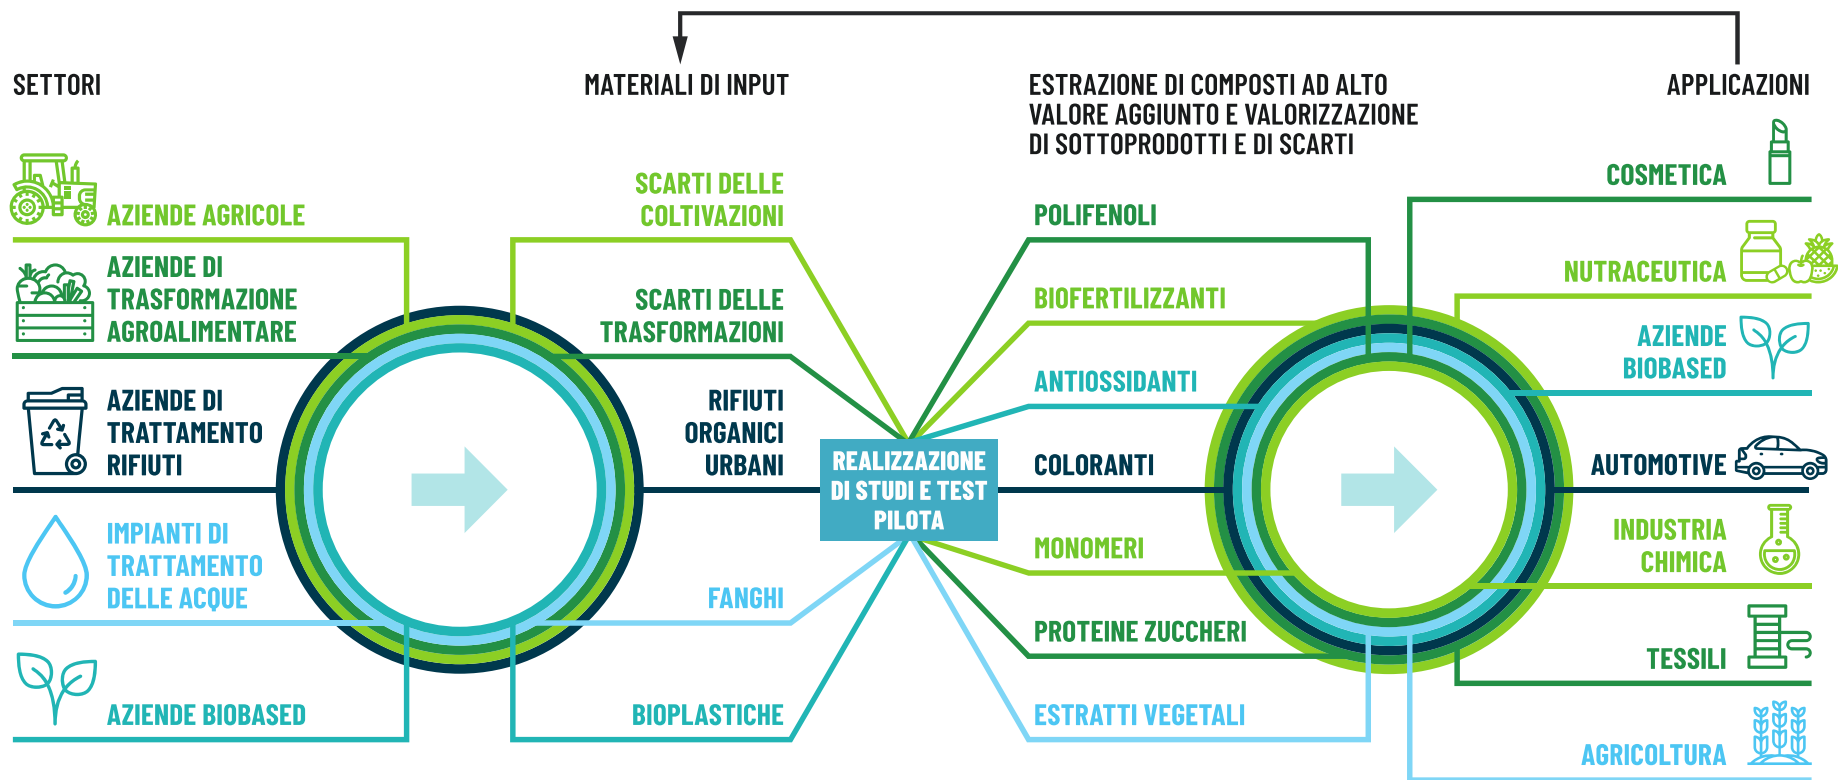 SETTORI
MATERIALI DI INPUT
ESTRAZIONE DI COMPOSTI AD ALTO
VALORE AGGIUNTO E VALORIZZAZIONE
DI SOTTOPRODOTTI E DI SCARTI
APPLICAZIONI
AZIENDE AGRICOLE
AZIENDE DI
TRASFORMAZIONE
AGROALIMENTARE
AZIENDE DI
TRATTAMENTO
RIFIUTI
IMPIANTI DI
TRATTAMENTO
DELLE ACQUE
AZIENDE BIOBASED
SCARTI DELLE
COLTIVAZIONI
SCARTI DELLE
TRASFORMAZIONI
RIFIUTI
ORGANICI
URBANI
FANGHI
BIOPLASTICHE
REALIZZAZIONE
DI STUDI E TEST
PILOTA
POLIFENOLI
BIOFERTILIZZANTI
ANTIOSSIDANTI
COLORANTI
MONOMERI
PROTEINE ZUCCHERI
ESTRATTI VEGETALI
COSMETICA
NUTRACEUTICA
AZIENDE
BIOBASED
AUTOMOTIVE
INDUSTRIA
CHIMICA
TESSILI
AGRICOLTURA